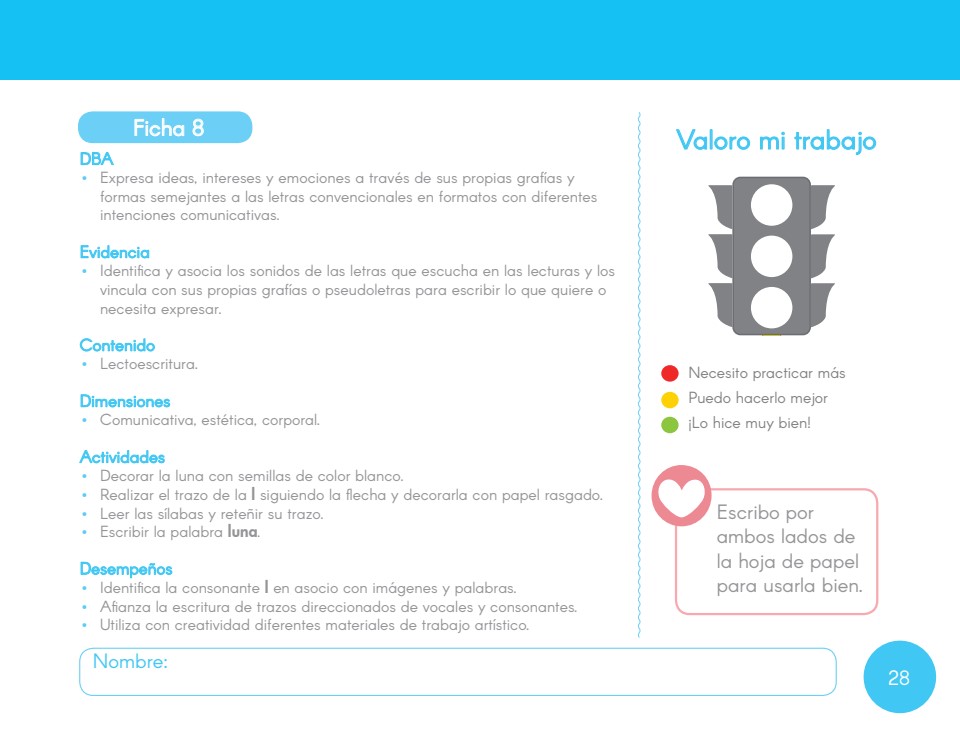 Ficha 8
DBA
• Expresa ideas, intereses y emociones a través de sus propias grafías y
formas semejantes a las letras convencionales en formatos con diferentes
intenciones comunicativas.
Evidencia
• Identifica y asocia los sonidos de las letras que escucha en las lecturas y los
vincula con sus propias grafías o pseudoletras para escribir lo que quiere o
necesita expresar.
Contenido
• Lectoescritura.
Dimensiones
• Comunicativa, estética, corporal.
Actividades
• Decorar la luna con semillas de color blanco.
• Realizar el trazo de la l siguiendo la flecha y decorarla con papel rasgado.
• Leer las sílabas y reteñir su trazo.
• Escribir la palabra luna.
Desempeños
• Identifica la consonante l en asocio con imágenes y palabras.
• Afianza la escritura de trazos direccionados de vocales y consonantes.
• Utiliza con creatividad diferentes materiales de trabajo artístico.
Valoro mi trabajo
Necesito practicar más
Puedo hacerlo mejor
¡Lo hice muy bien!
Escribo por
ambos lados de
la hoja de papel
para usarla bien.
Nombre:
28